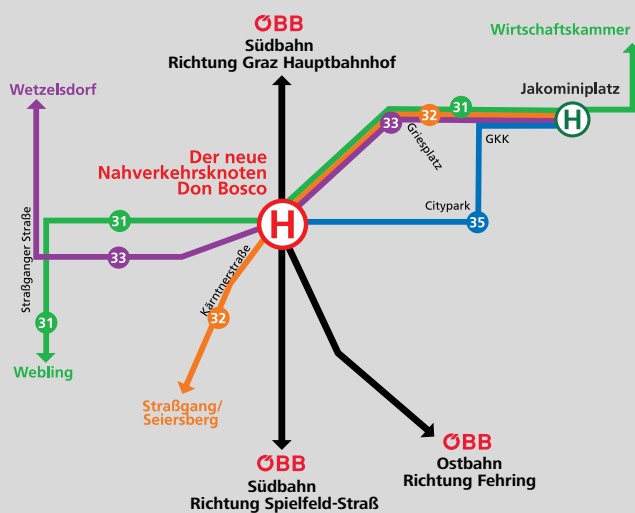 ÖBB
Südbahn
Richtung Graz Hauptbahnhof
Wirtschaftskammer
Wetzelsdorf
Jakominiplatz
31
32
33
H
Griesplatz
GKK
Der neue
Nahverkehrsknoten
Don Bosco
H
Citypark
35
31
33
Straßganger Straße
31
Webling
Kärntnerstraße
32
Straßgang/
Seiersberg
ÖBB
Südbahn
Richtung Spielfeld-Straß
ÖBB
Ostbahn
Richtung Fehring